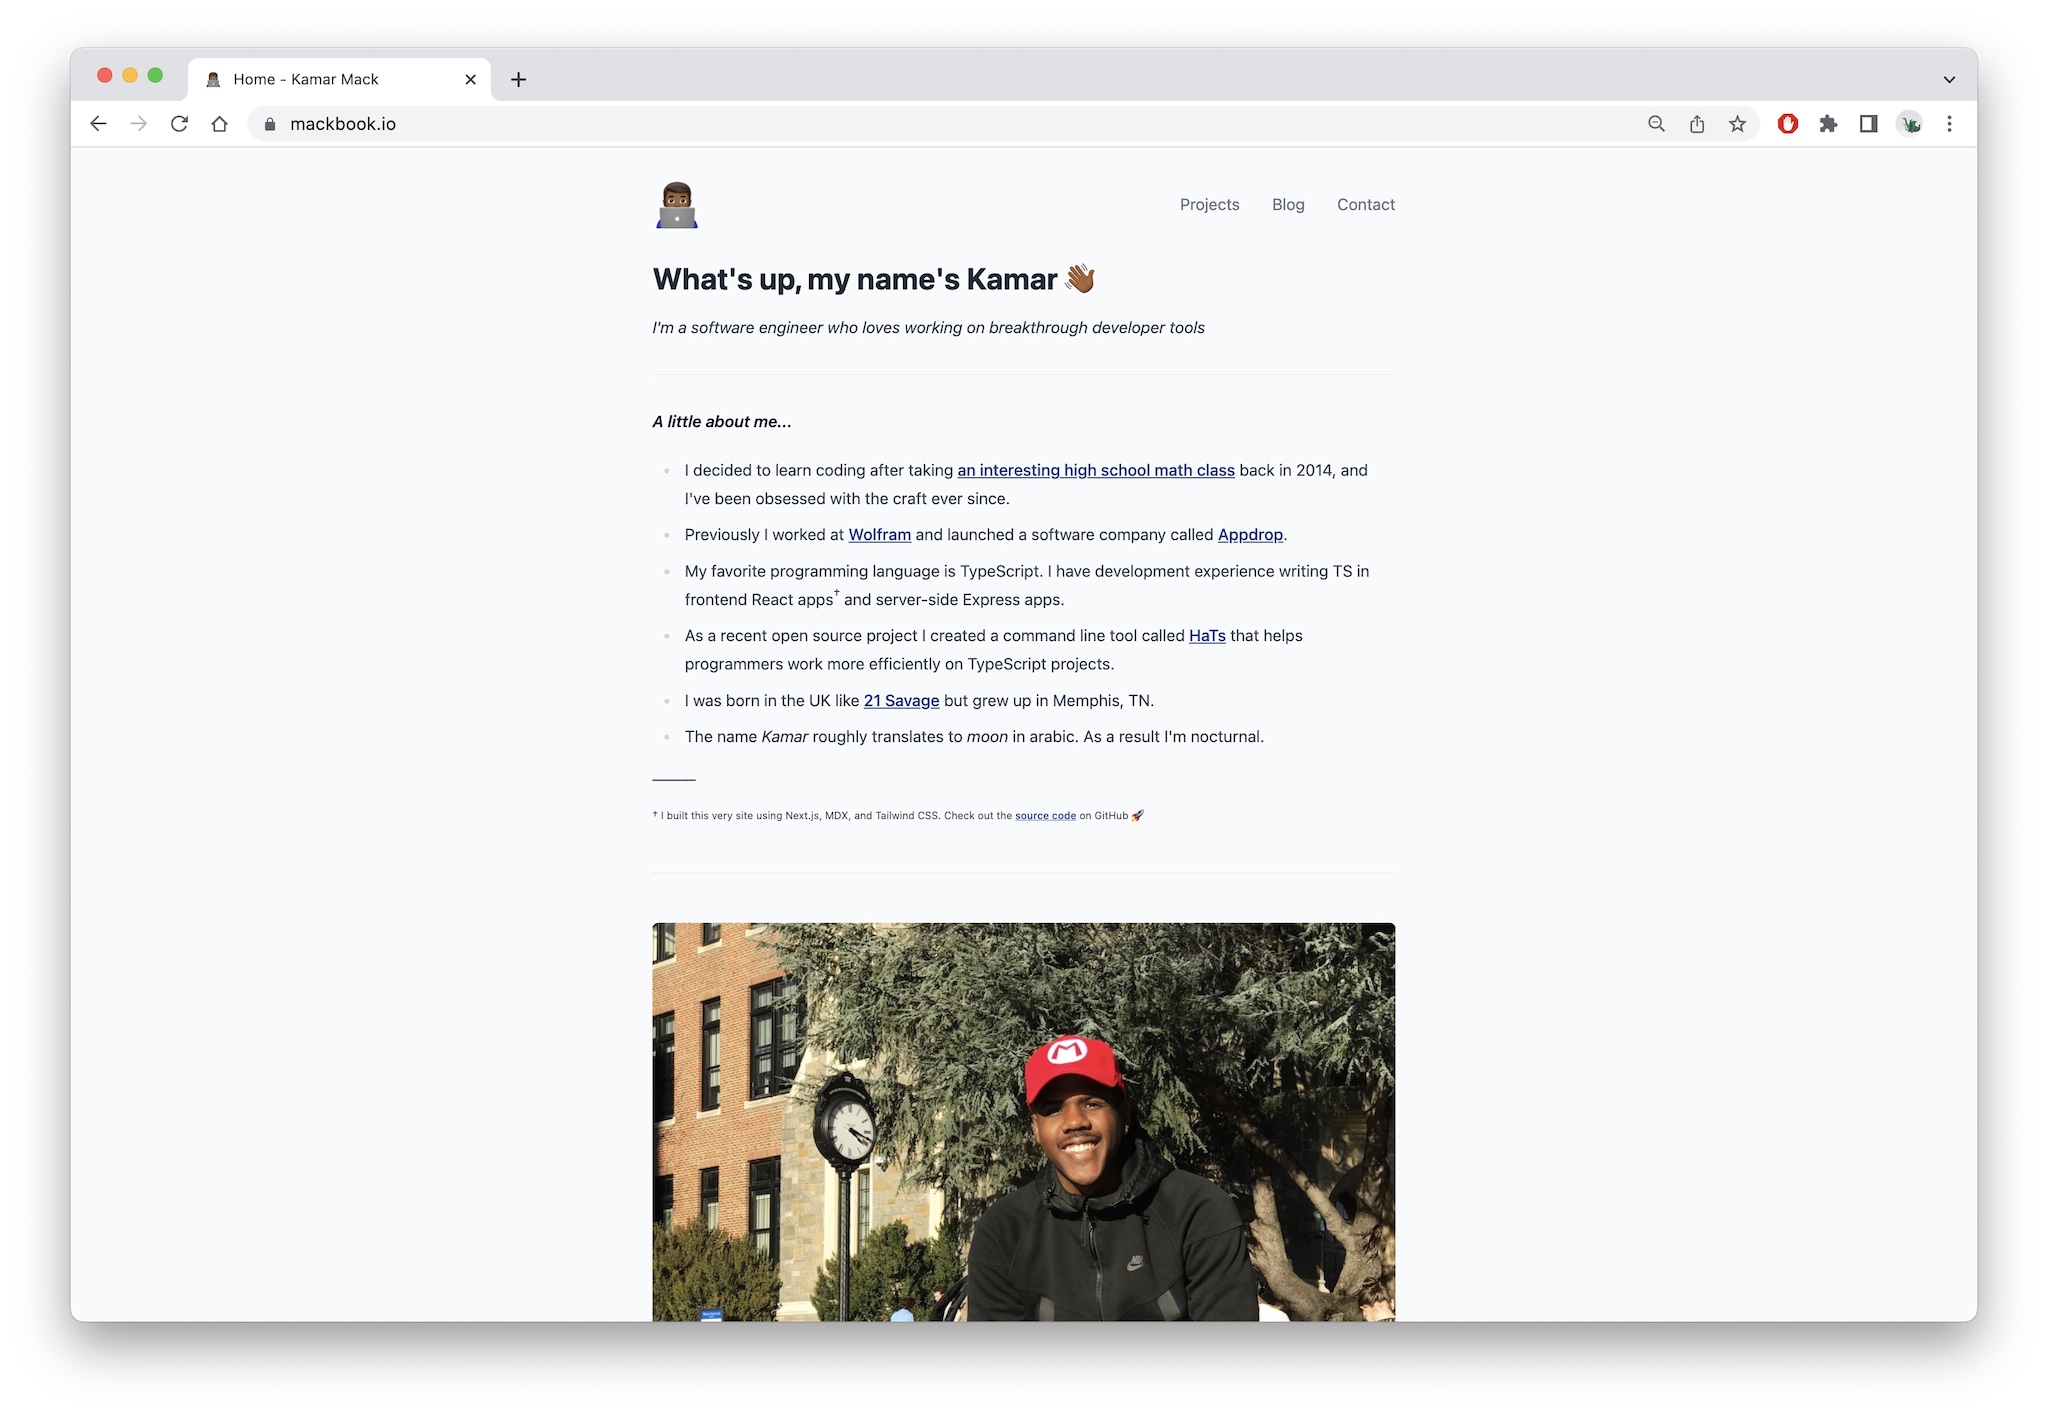 Home - Kamar Mack
mackbook.io
Projects Blog Contact
What's up, my name's Kamar 👋🏾
I'm a software engineer who loves working on breakthrough developer tools
A little about me...
I decided to learn coding after taking an interesting high school math class back in 2014, and
I've been obsessed with the craft ever since.
Previously I worked at Wolfram and launched a software company called Appdrop.
My favorite programming language is TypeScript. I have development experience writing TS in
frontend React apps† and server-side Express apps.
As a recent open source project I created a command line tool called HaTs that helps
programmers work more efficiently on TypeScript projects.
I was born in the UK like 21 Savage but grew up in Memphis, TN.
The name Kamar roughly translates to moon in arabic. As a result I'm nocturnal.
† I built this very site using Next.js, MDX, and Tailwind CSS. Check out the source code on GitHub 🚀
M